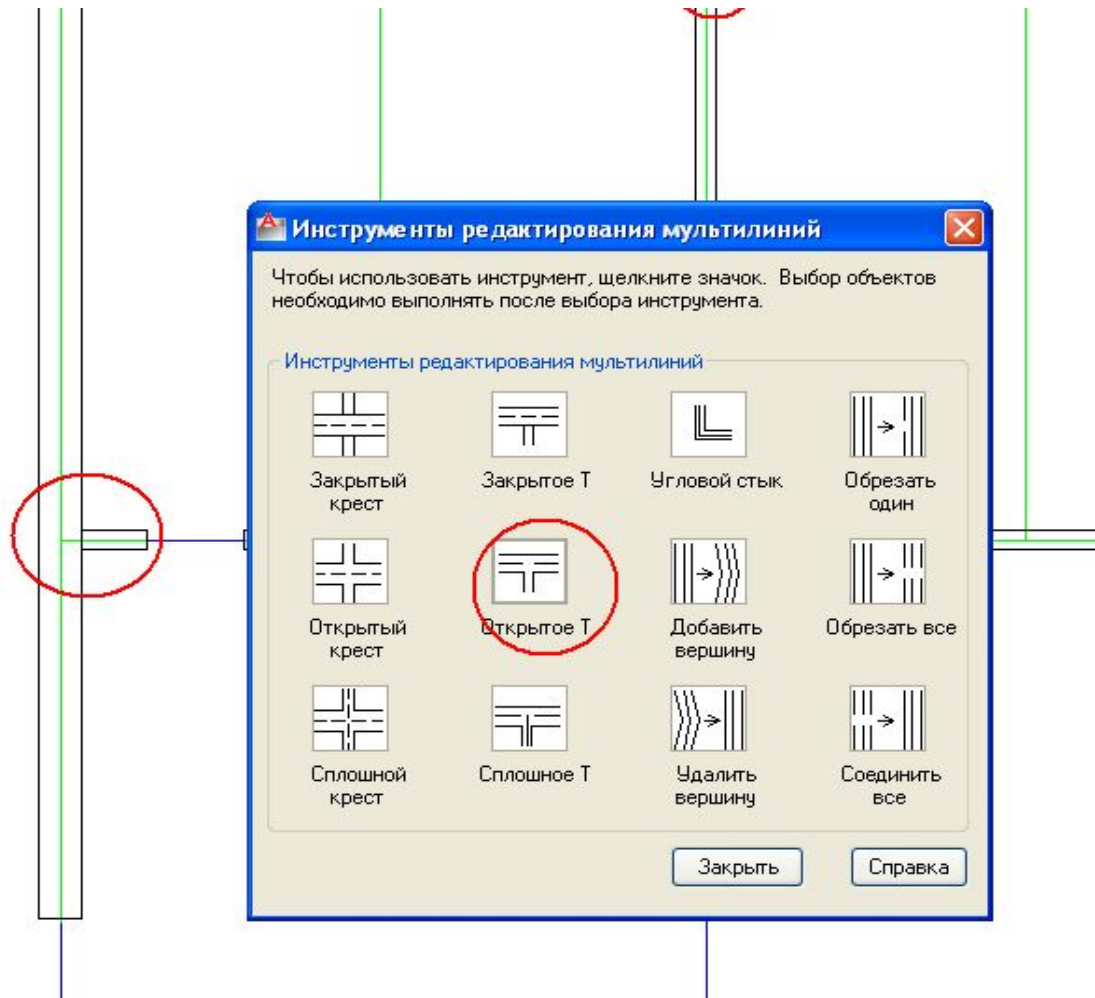 Инструменты редактирования мультилиний
Чтобы использовать инструмент, щелкните значок. Выбор объектов
необходимо выполнять после выбора инструмента.
Инструменты редактирования мультилиний
Закрытый
крест
Закрытое Т
Угловой стык
Обрезать
один
Открытый
крест
Открытое Т
Добавить
вершину
Обрезать все
Сплошной
крест
Сплошное Т
Удалить
вершину
Соединить
все
Закрыть
Справка